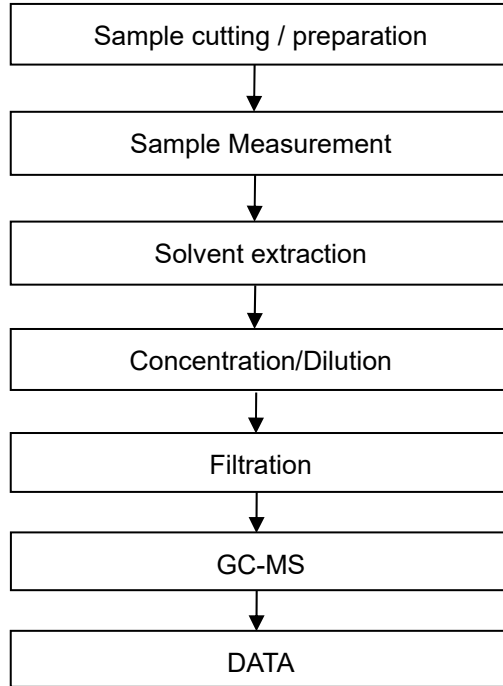 Sample cutting / preparation
Sample Measurement
Solvent extraction
Concentration/Dilution
Filtration
GC-MS
DATA